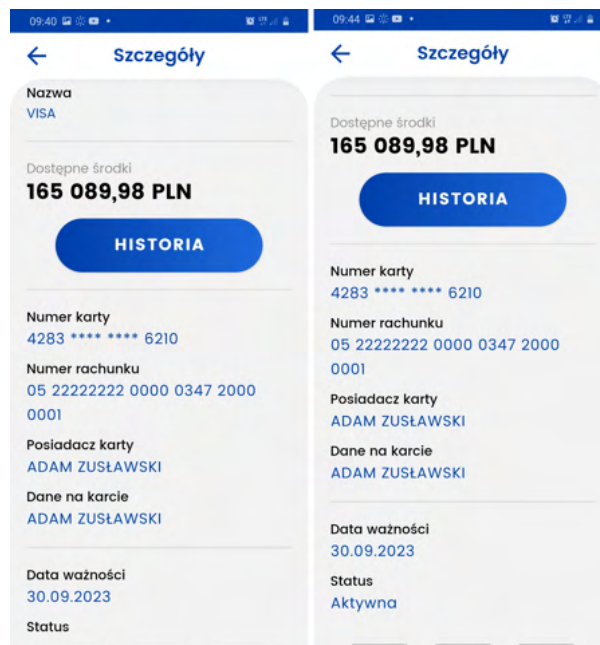 09:40
Szczegóły
Nazwa
VISA
Dostępne środki
165 089,98 PLN
HISTORIA
Numer karty
4283 **** **** 6210
Numer rachunku
05 22222222 0000 0347 2000
0001
Posiadacz karty
ADAM ZUSŁAWSKI
Dane na karcie
ADAM ZUSŁAWSKI
Data ważności
30.09.2023
Status
09:44
Szczegóły
Dostępne środki
165 089,98 PLN
HISTORIA
Numer karty
4283 **** **** 6210
Numer rachunku
05 22222222 0000 0347 2000
0001
Posiadacz karty
ADAM ZUSŁAWSKI
Dane na karcie
ADAM ZUSŁAWSKI
Data ważności
30.09.2023
Status
Aktywna